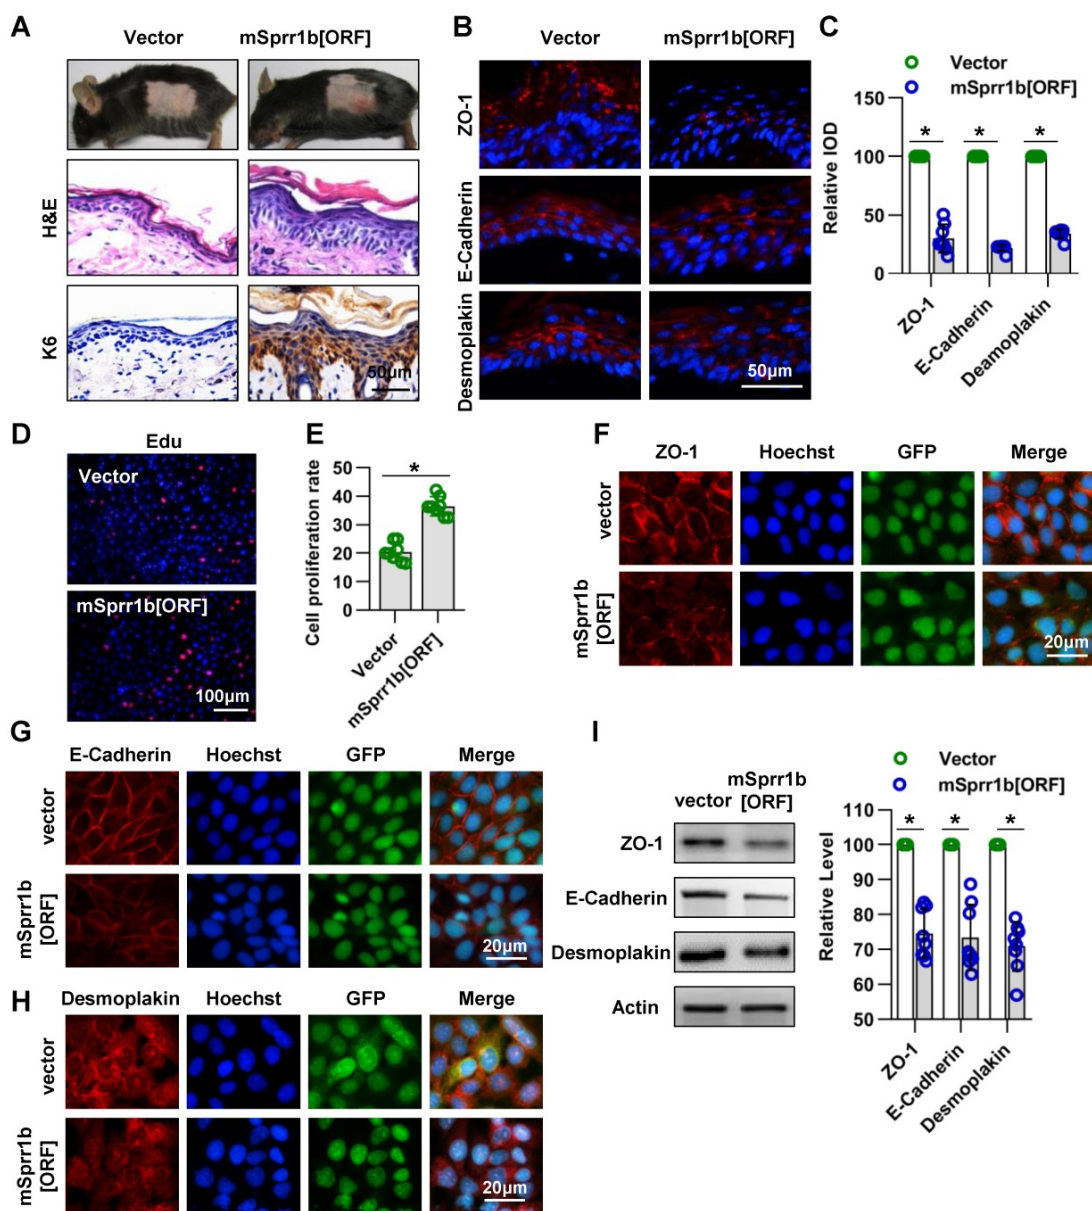 A
Vector
mSprr1b[ORF]
H&E
K6
50μm
B
Vector
mSprr1b[ORF]
ZO-1
E-Cadherin
Desmoplakin
50μm
C
Vector
mSprr1b[ORF]
Relative IOD
150
100
50
0
* * *
ZO-1
E-Cadherin
Deamoplakin
D
Edu
Vector
mSprr1b[ORF]
100μm
E
Cell proliferation rate
50
40
30
20
10
0
*
Vector
mSprr1b[ORF]
F
ZO-1 Hoechst GFP Merge
vector
mSprr1b
[ORF]
20μm
G
E-Cadherin Hoechst GFP Merge
vector
mSprr1b
[ORF]
20μm
H
Desmoplakin Hoechst GFP Merge
vector
mSprr1b
[ORF]
20μm
I
vector
mSprr1b
[ORF]
ZO-1
E-Cadherin
Desmoplakin
Actin
Vector
mSprr1b[ORF]
Relative Level
110
100
90
80
70
60
50
* * *
ZO-1
E-Cadherin
Desmoplakin